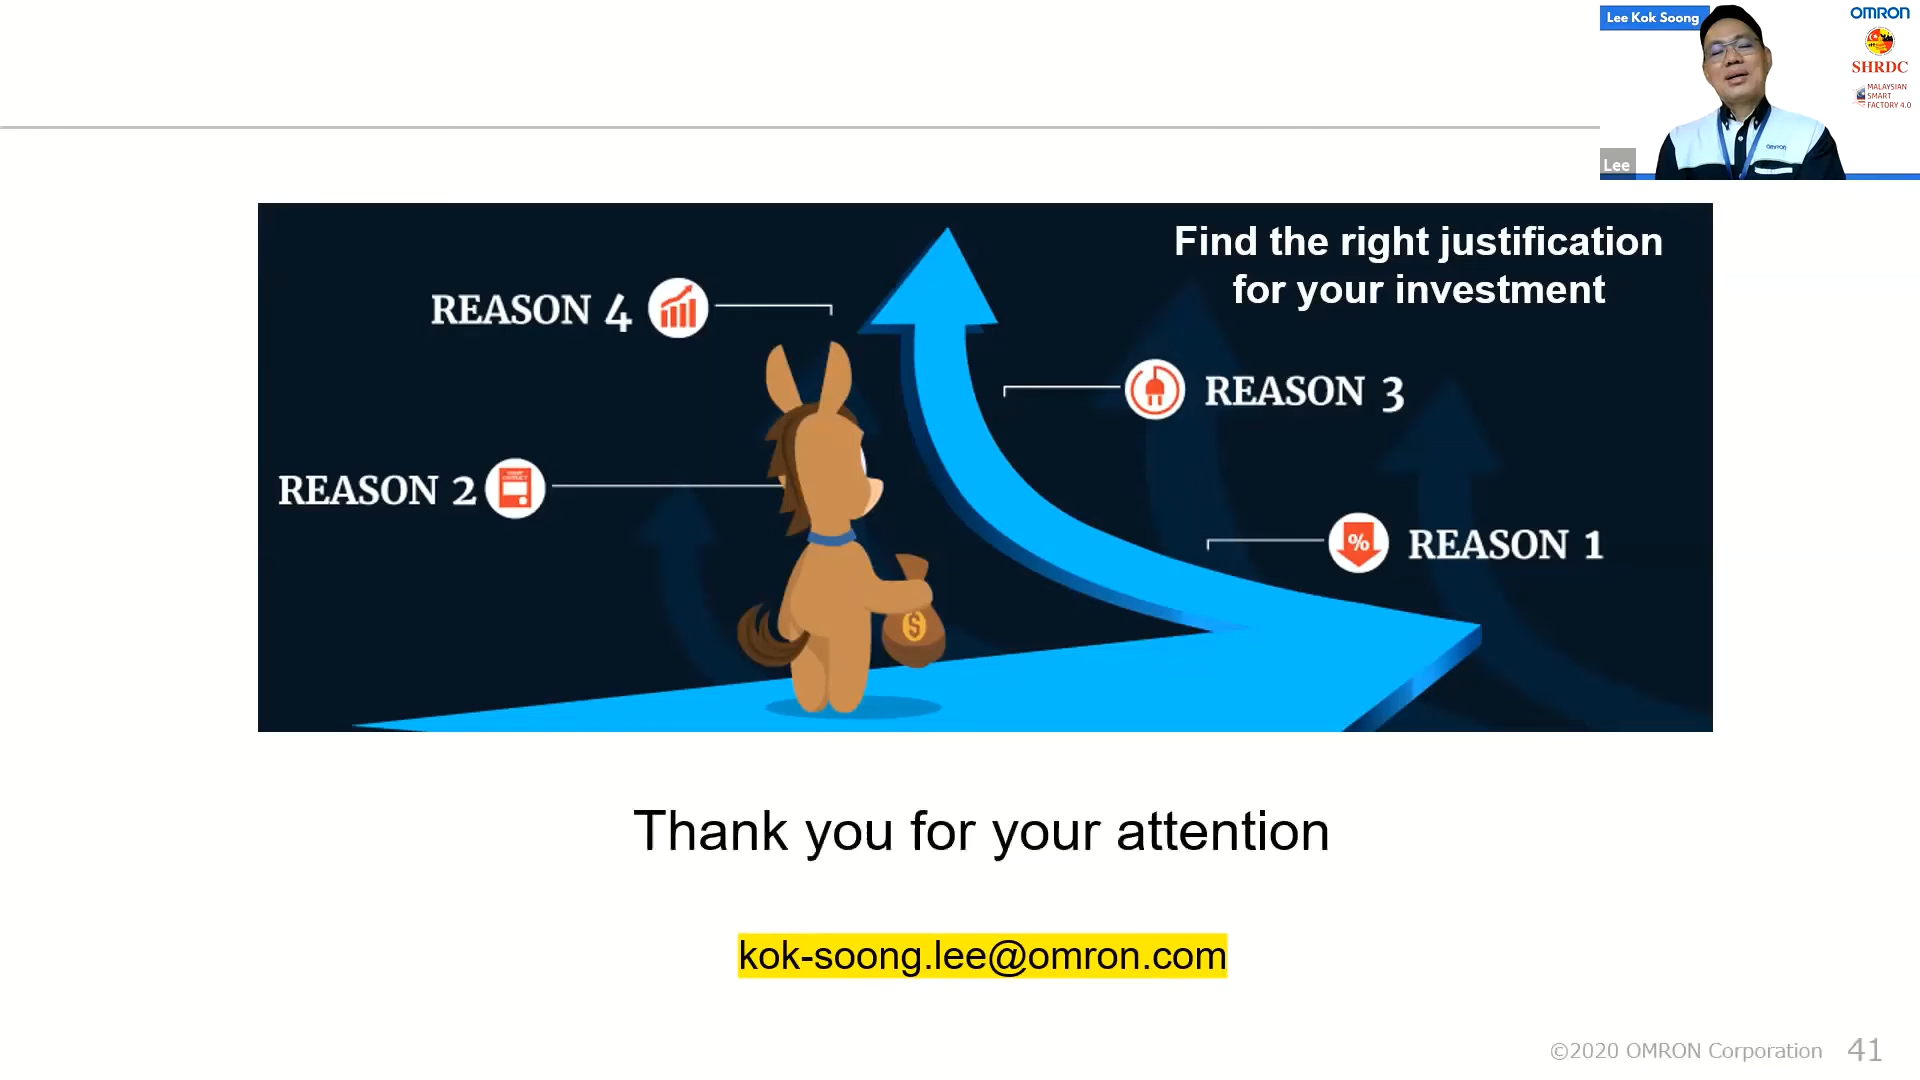 Lee Kok Soong
OMRON
SHRDC
MALAYSIAN
SMART
FACTORY 4.0
omron
Lee
Find the right justification
for your investment
REASON 4
REASON 3
REASON 2
%
REASON 1
$
Thank you for your attention
kok-soong.lee@omron.com
©2020 OMRON Corporation 41